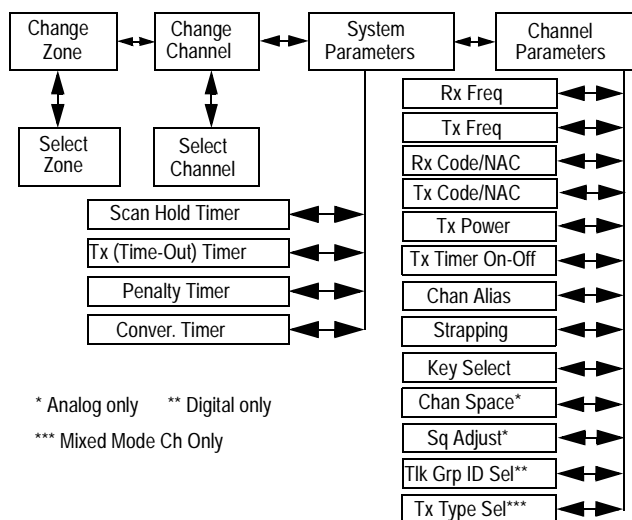 Change
Zone
Change
Channel
System
Parameters
Channel
Parameters
Select
Zone
Select
Channel
Scan Hold Timer
Tx (Time-Out) Timer
Penalty Timer
Conver. Timer
Rx Freq
Tx Freq
Rx Code/NAC
Tx Code/NAC
Tx Power
Tx Timer On-Off
Chan Alias
Strapping
Key Select
Chan Space*
Sq Adjust*
Tlk Grp ID Sel**
Tx Type Sel***
* Analog only ** Digital only
*** Mixed Mode Ch Only